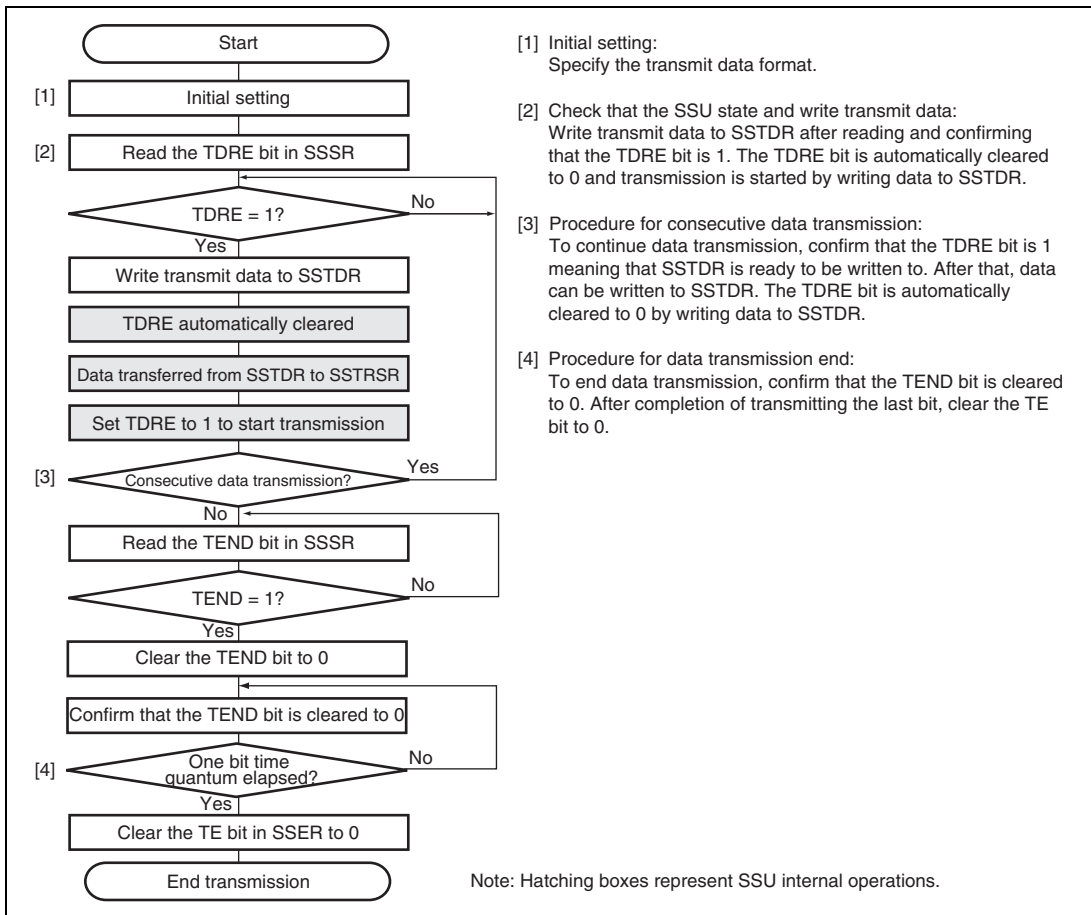 Start
[1] Initial setting
[2] Read the TDRE bit in SSSR
TDRE = 1?
No
Yes
Write transmit data to SSTDR
TDRE automatically cleared
Data transferred from SSTDR to SSTRSR
Set TDRE to 1 to start transmission
[3] Consecutive data transmission?
Yes
No
Read the TEND bit in SSSR
TEND = 1?
No
Yes
Clear the TEND bit to 0
Confirm that the TEND bit is cleared to 0
[4] One bit time
quantum elapsed?
No
Yes
Clear the TE bit in SSER to 0
End transmission
[1] Initial setting:
Specify the transmit data format.
[2] Check that the SSU state and write transmit data:
Write transmit data to SSTDR after reading and confirming
that the TDRE bit is 1. The TDRE bit is automatically cleared
to 0 and transmission is started by writing data to SSTDR.
[3] Procedure for consecutive data transmission:
To continue data transmission, confirm that the TDRE bit is 1
meaning that SSTDR is ready to be written to. After that, data
can be written to SSTDR. The TDRE bit is automatically
cleared to 0 by writing data to SSTDR.
[4] Procedure for data transmission end:
To end data transmission, confirm that the TEND bit is cleared
to 0. After completion of transmitting the last bit, clear the TE
bit to 0.
Note: Hatching boxes represent SSU internal operations.